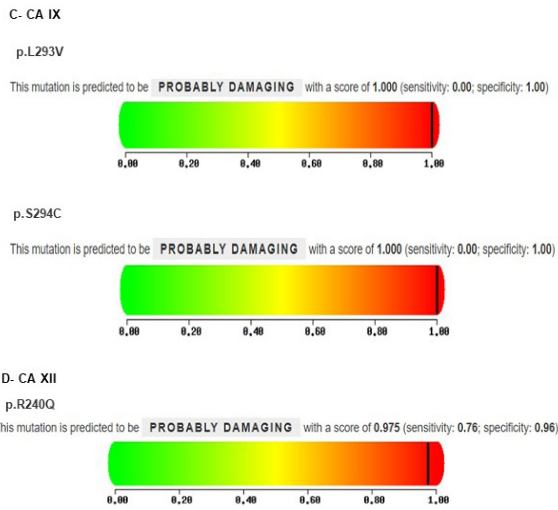 C- CA IX
p.L293V
This mutation is predicted to be PROBABLY DAMAGING with a score of 1.000 (sensitivity: 0.00; specificity: 1.00)
0.00 0.20 0.40 0.60 0.80 1.00
p.S294C
This mutation is predicted to be PROBABLY DAMAGING with a score of 1.000 (sensitivity: 0.00; specificity: 1.00)
0.00 0.20 0.40 0.60 0.80 1.00
D- CA XII
p.R240Q
his mutation is predicted to be PROBABLY DAMAGING with a score of 0.975 (sensitivity: 0.76; specificity: 0.96)
0.00 0.20 0.40 0.60 0.80 1.00